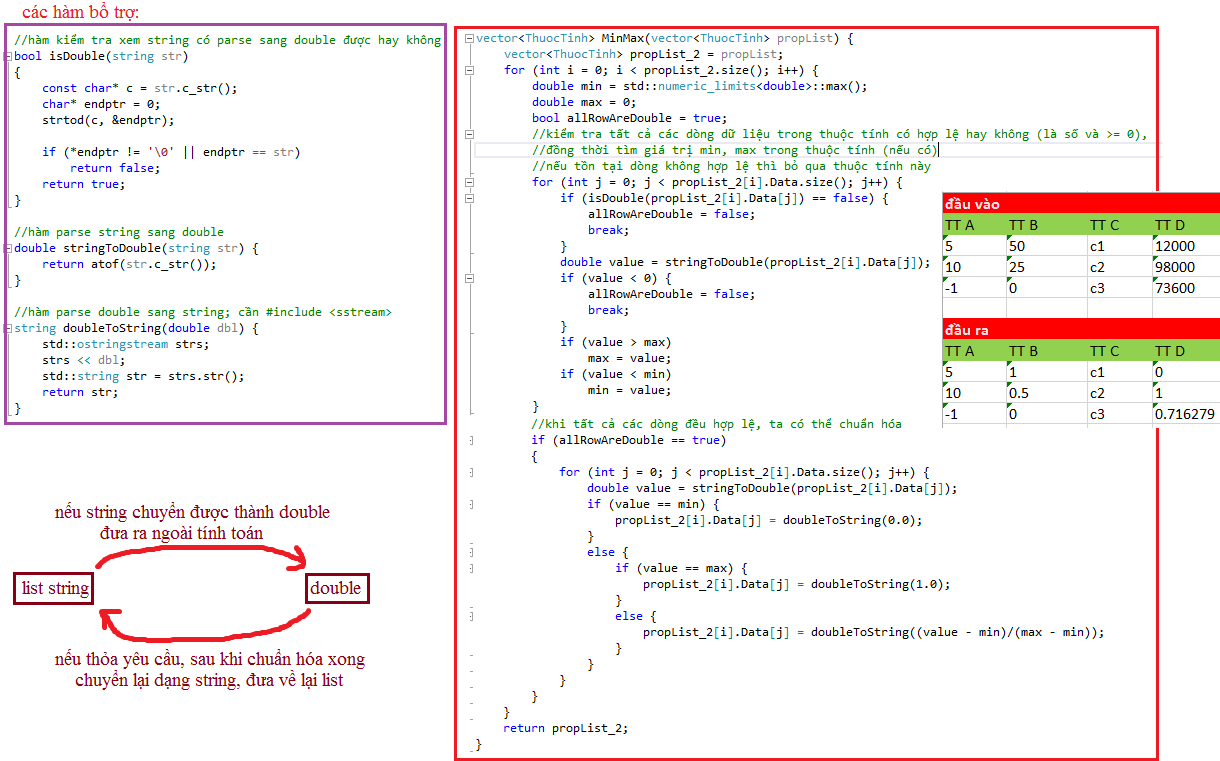 các hàm bổ trợ:
//hàm kiểm tra xem string có parse sang double được hay không
bool isDouble(string str)
{
    const char* c = str.c_str();
    char* endptr = 0;
    strtod(c, &endptr);

    if (*endptr != '\0' || endptr == str)
        return false;
    return true;
}

//hàm parse string sang double
double stringToDouble(string str) {
    return atof(str.c_str());
}

//hàm parse double sang string; cần #include <sstream>
string doubleToString(double dbl) {
    std::ostringstream strs;
    strs << dbl;
    std::string str = strs.str();
    return str;
}
nếu string chuyển được thành double
đưa ra ngoài tính toán
list string
double
nếu thỏa yêu cầu, sau khi chuẩn hóa xong
chuyển lại dạng string, đưa về lại list
vector<ThuocTinh> MinMax(vector<ThuocTinh> propList) {
    vector<ThuocTinh> propList_2 = propList;
    for (int i = 0; i < propList_2.size(); i++) {
        double min = std::numeric_limits<double>::max();
        double max = 0;
        bool allRowAreDouble = true;
        //kiểm tra tất cả các dòng dữ liệu trong thuộc tính có hợp lệ hay không (là số và >= 0),
        //đồng thời tìm giá trị min, max trong thuộc tính (nếu có)
        //nếu tồn tại dòng không hợp lệ thì bỏ qua thuộc tính này
        for (int j = 0; j < propList_2[i].Data.size(); j++) {
            if (isDouble(propList_2[i].Data[j]) == false) {
                allRowAreDouble = false;
                break;
            }
            double value = stringToDouble(propList_2[i].Data[j]);
            if (value < 0) {
                allRowAreDouble = false;
                break;
            }
            if (value > max)
                max = value;
            if (value < min)
                min = value;
        }
        //khi tất cả các dòng đều hợp lệ, ta có thể chuẩn hóa
        if (allRowAreDouble == true)
        {
            for (int j = 0; j < propList_2[i].Data.size(); j++) {
                double value = stringToDouble(propList_2[i].Data[j]);
                if (value == min) {
                    propList_2[i].Data[j] = doubleToString(0.0);
                }
                else {
                    if (value == max) {
                        propList_2[i].Data[j] = doubleToString(1.0);
                    }
                    else {
                        propList_2[i].Data[j] = doubleToString((value - min)/(max - min));
                    }
                }
            }
        }
    }
    return propList_2;
}
đầu vào
TT A TT B TT C TT D
5 50 c1 12000
10 25 c2 98000
-1 0 c3 73600
đầu ra
TT A TT B TT C TT D
5 1 c1 0
10 0.5 c2 1
-1 0 c3 0.716279